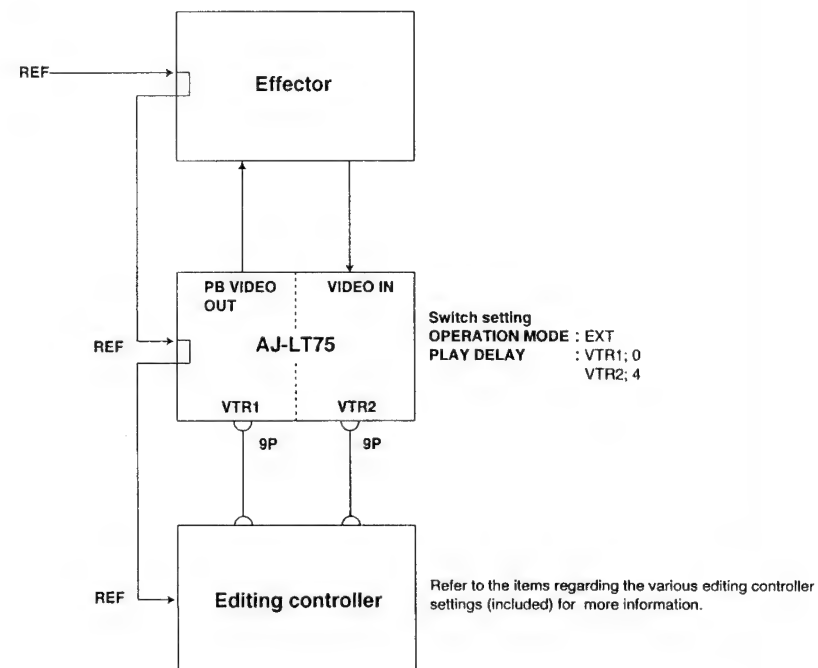 REF
Effector
PB VIDEO
OUT
VIDEO IN
REF
AJ-LT75
Switch setting
OPERATION MODE : EXT
PLAY DELAY : VTR1; 0
VTR2; 4
VTR1
VTR2
9P
9P
REF
Editing controller
Refer to the items regarding the various editing controller
settings (included) for more information.